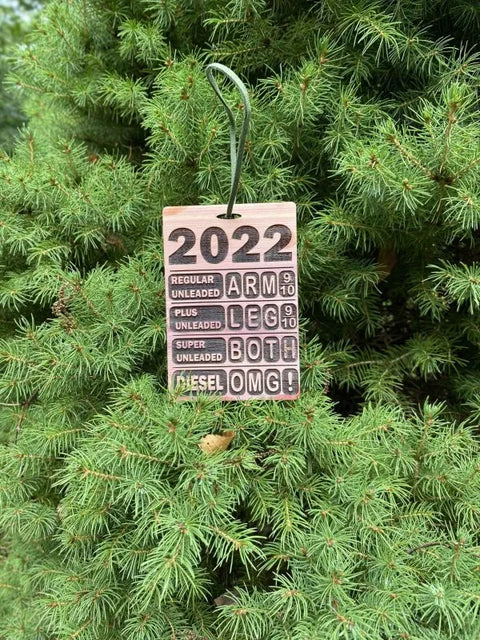 2022
REGULAR UNLEADED ARM 9/10
PLUS UNLEADED LEG 9/10
SUPER UNLEADED BOTH
DIESEL OMG!